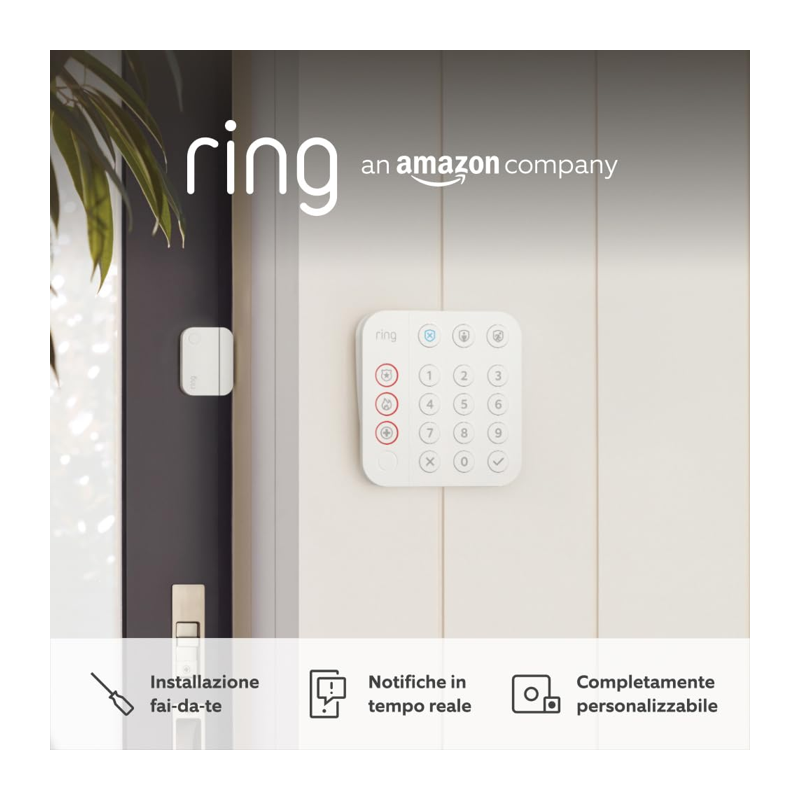 ring an amazon company
ring
ring
1 2 3
4 5 6
7 8 9
0
Installazione
fai-da-te
Notifiche in
tempo reale
Completamente
personalizzabile